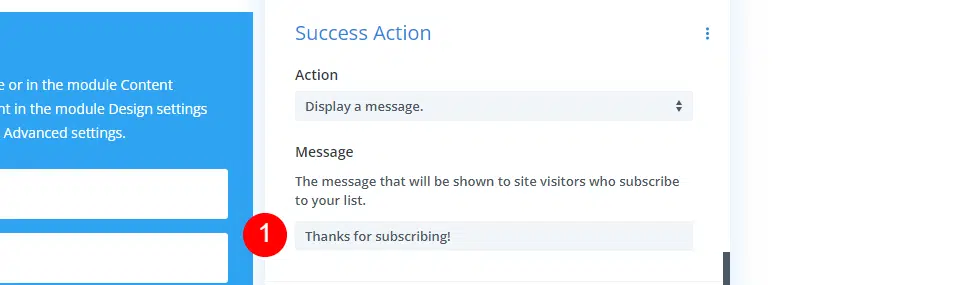 Success Action
e or in the module Content
nt in the module Design settings
Advanced settings.
Action
Display a message.
Message
The message that will be shown to site visitors who subscribe
to your list.
1
Thanks for subscribing!